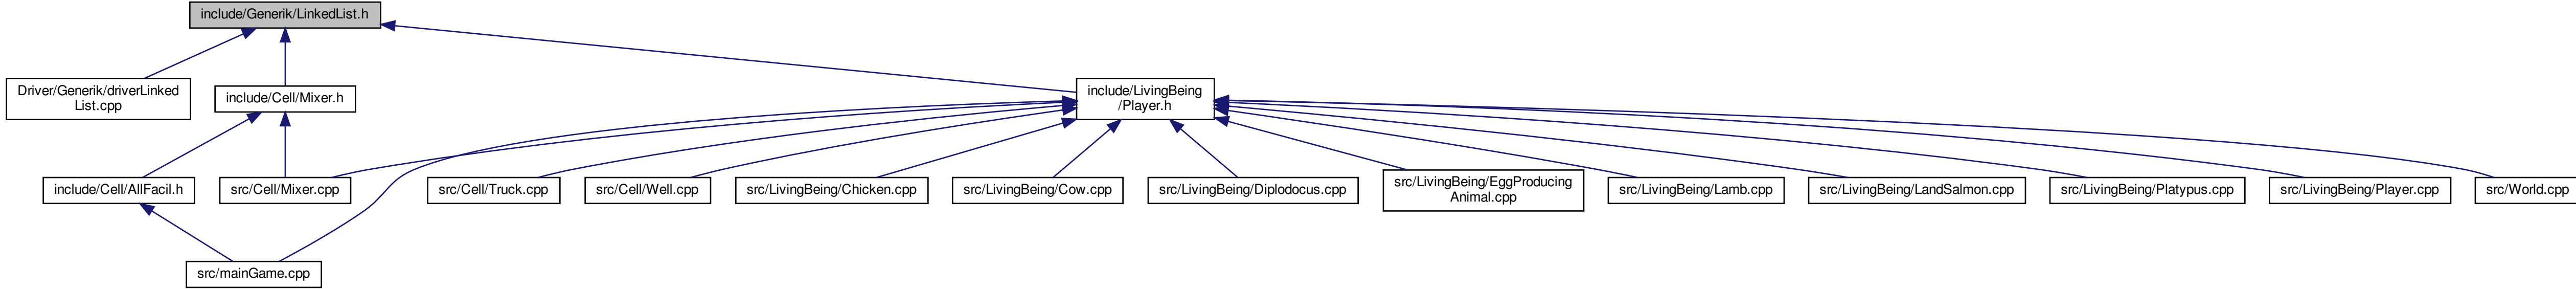 include/Generik/LinkedList.h
Driver/Generik/driverLinked
List.cpp
include/Cell/Mixer.h
include/LivingBeing
/Player.h
include/Cell/AllFacil.h
src/Cell/Mixer.cpp
src/Cell/Truck.cpp
src/Cell/Well.cpp
src/LivingBeing/Chicken.cpp
src/LivingBeing/Cow.cpp
src/LivingBeing/Diplodocus.cpp
src/LivingBeing/EggProducing
Animal.cpp
src/LivingBeing/Lamb.cpp
src/LivingBeing/LandSalmon.cpp
src/LivingBeing/Platypus.cpp
src/LivingBeing/Player.cpp
src/World.cpp
src/mainGame.cpp